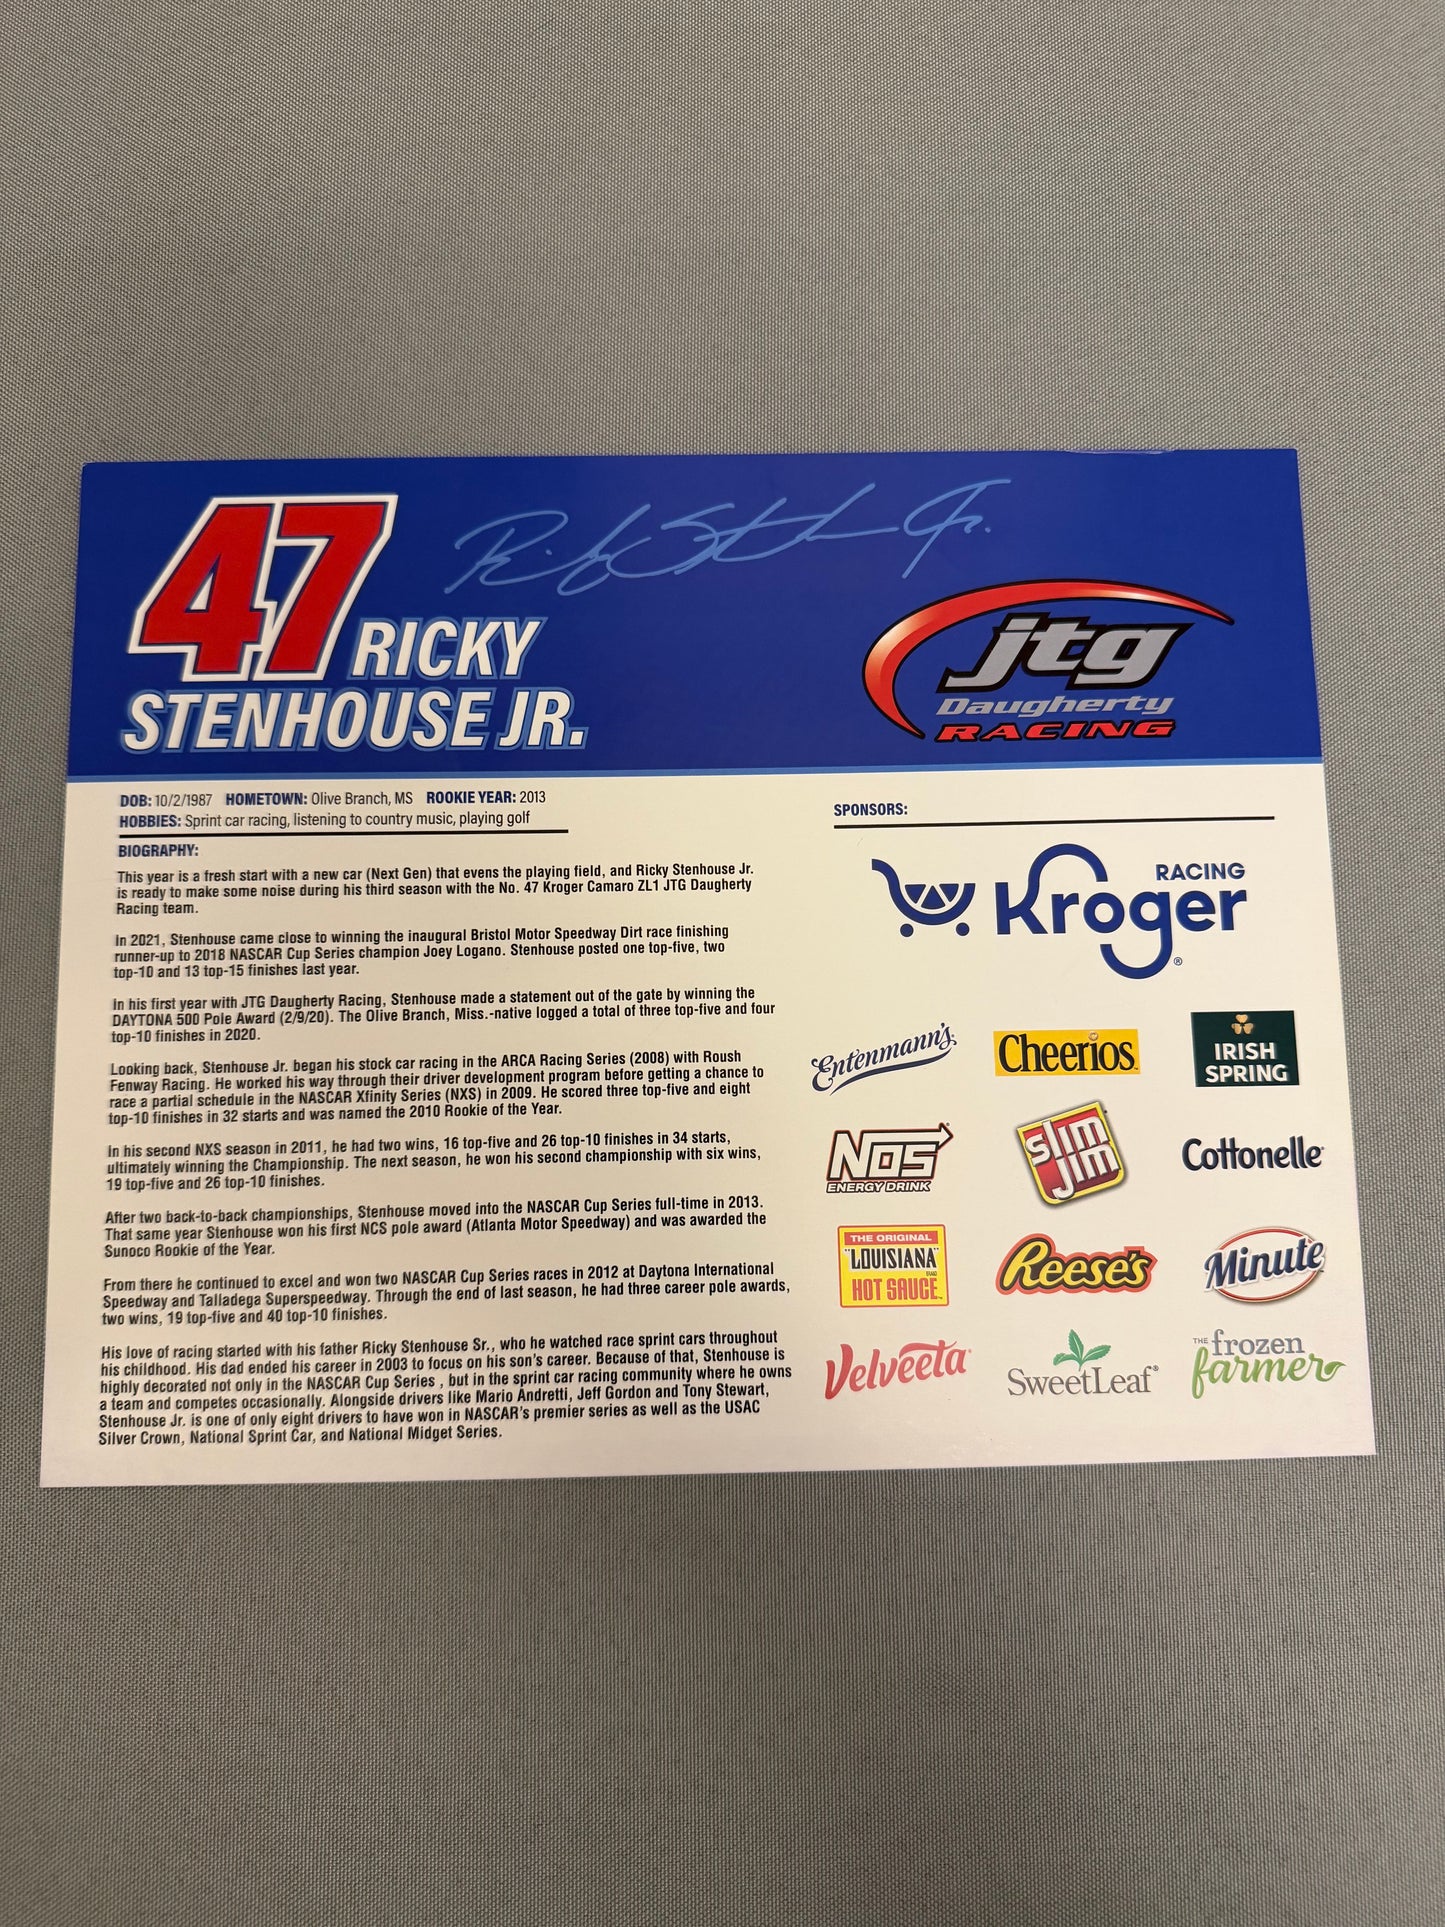 47 RICKY
STENHOUSE JR.
Ricky Stenhouse Jr.
jtg
Daugherty
RACING
DOB: 10/2/1987 HOMETOWN: Olive Branch, MS ROOKIE YEAR: 2013
HOBBIES: Sprint car racing, listening to country music, playing golf
BIOGRAPHY:
This year is a fresh start with a new car (Next Gen) that evens the playing field, and Ricky Stenhouse Jr.
is ready to make some noise during his third season with the No. 47 Kroger Camaro ZL1 JTG Daugherty
Racing team.
In 2021, Stenhouse came close to winning the inaugural Bristol Motor Speedway Dirt race finishing
runner-up to 2018 NASCAR Cup Series champion Joey Logano. Stenhouse posted one top-five, two
top-10 and 13 top-15 finishes last year.
In his first year with JTG Daugherty Racing, Stenhouse made a statement out of the gate by winning the
DAYTONA 500 Pole Award (2/9/20). The Olive Branch, Miss.-native logged a total of three top-five and four
top-10 finishes in 2020.
Looking back, Stenhouse Jr. began his stock car racing in the ARCA Racing Series (2008) with Roush
Fenway Racing. He worked his way through their driver development program before getting a chance to
race a partial schedule in the NASCAR Xfinity Series (NXS) in 2009. He scored three top-five and eight
top-10 finishes in 32 starts and was named the 2010 Rookie of the Year.
In his second NXS season in 2011, he had two wins, 16 top-five and 26 top-10 finishes in 34 starts,
ultimately winning the Championship. The next season, he won his second championship with six wins,
19 top-five and 26 top-10 finishes.
After two back-to-back championships, Stenhouse moved into the NASCAR Cup Series full-time in 2013.
That same year Stenhouse won his first NCS pole award (Atlanta Motor Speedway) and was awarded the
Sunoco Rookie of the Year.
From there he continued to excel and won two NASCAR Cup Series races in 2012 at Daytona International
Speedway and Talladega Superspeedway. Through the end of last season, he had three career pole awards,
two wins, 19 top-five and 40 top-10 finishes.
His love of racing started with his father Ricky Stenhouse Sr., who he watched race sprint cars throughout
his childhood. His dad ended his career in 2003 to focus on his son's career. Because of that, Stenhouse is
highly decorated not only in the NASCAR Cup Series , but in the sprint car racing community where he owns
a team and competes occasionally. Alongside drivers like Mario Andretti, Jeff Gordon and Tony Stewart,
Stenhouse Jr. is one of only eight drivers to have won in NASCAR's premier series as well as the USAC
Silver Crown, National Sprint Car, and National Midget Series.
SPONSORS:
RACING
Kroger®
Entenmann's
Cheerios
IRISH
SPRING
NOS
ENERGY DRINK
Slim
Jim
Cottonelle
THE ORIGINAL
"LOUISIANA"
BRAND
HOT SAUCE
Reese's
Minute
Velveeta
SweetLeaf®
THE frozen
farmer